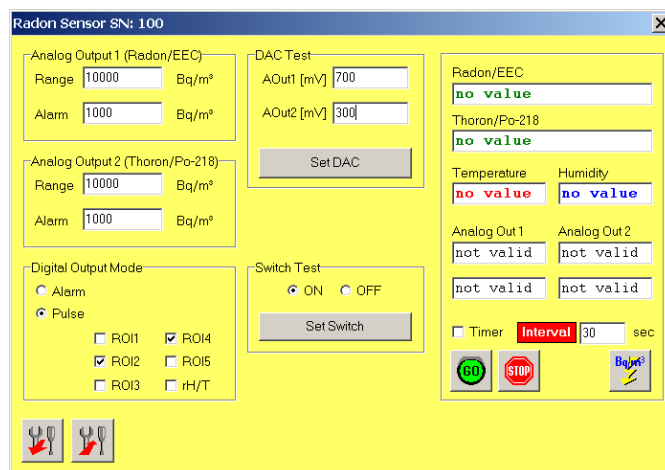 Radon Sensor SN: 100
Analog Output 1 (Radon/EEC)
Range 10000 Bq/m³
Alarm 1000 Bq/m³
Analog Output 2 (Thoron/Po-218)
Range 10000 Bq/m³
Alarm 1000 Bq/m³
Digital Output Mode
Alarm
Pulse
ROI1 ROI4
ROI2 ROI5
ROI3 rH/T
DAC Test
AOut1 [mV] 700
AOut2 [mV] 300
Set DAC
Switch Test
ON OFF
Set Switch
Radon/EEC
no value
Thoron/Po-218
no value
Temperature Humidity
no value no value
Analog Out 1 Analog Out 2
not valid not valid
not valid not valid
Timer Interval 30 sec
GO STOP Bq/m³